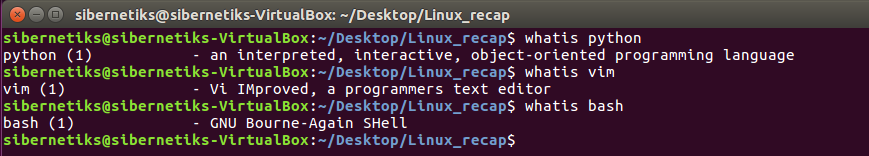 sibernetiks@sibernetiks-VirtualBox: ~/Desktop/Linux_recap
sibernetiks@sibernetiks-VirtualBox:~/Desktop/Linux_recap$ whatis python
python (1)           - an interpreted, interactive, object-oriented programming language
sibernetiks@sibernetiks-VirtualBox:~/Desktop/Linux_recap$ whatis vim
vim (1)              - Vi IMproved, a programmers text editor
sibernetiks@sibernetiks-VirtualBox:~/Desktop/Linux_recap$ whatis bash
bash (1)             - GNU Bourne-Again SHell
sibernetiks@sibernetiks-VirtualBox:~/Desktop/Linux_recap$